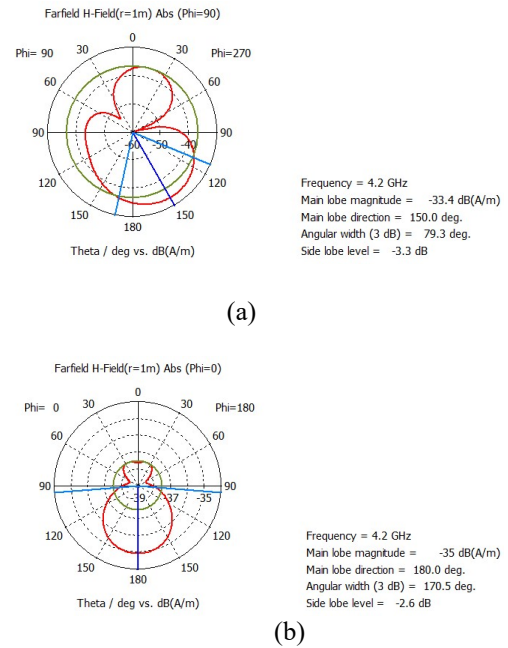 Farfield H-Field(r=1m) Abs (Phi=90)
0
30 30
Phi= 90 Phi=270
60 60
90 -60 -50 -40 90
120 120
150 150
180
Theta / deg vs. dB(A/m)
Frequency = 4.2 GHz
Main lobe magnitude = -33.4 dB(A/m)
Main lobe direction = 150.0 deg.
Angular width (3 dB) = 79.3 deg.
Side lobe level = -3.3 dB
(a)
Farfield H-Field(r=1m) Abs (Phi=0)
0
30 30
Phi= 0 Phi=180
60 60
90 -39 -37 -35 90
120 120
150 150
180
Theta / deg vs. dB(A/m)
Frequency = 4.2 GHz
Main lobe magnitude = -35 dB(A/m)
Main lobe direction = 180.0 deg.
Angular width (3 dB) = 170.5 deg.
Side lobe level = -2.6 dB
(b)